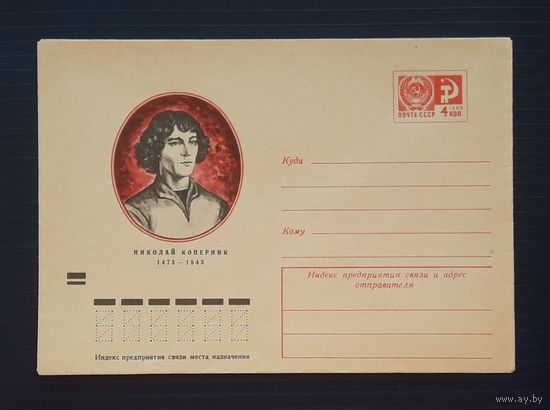 ПОЧТА СССР
4
КОП
НИКОЛАЙ КОПЕРНИК
1473—1543
Куда
Кому
Индекс предприятия связи и адрес
отправителя
Индекс предприятия связи места назначения
www.ay.by